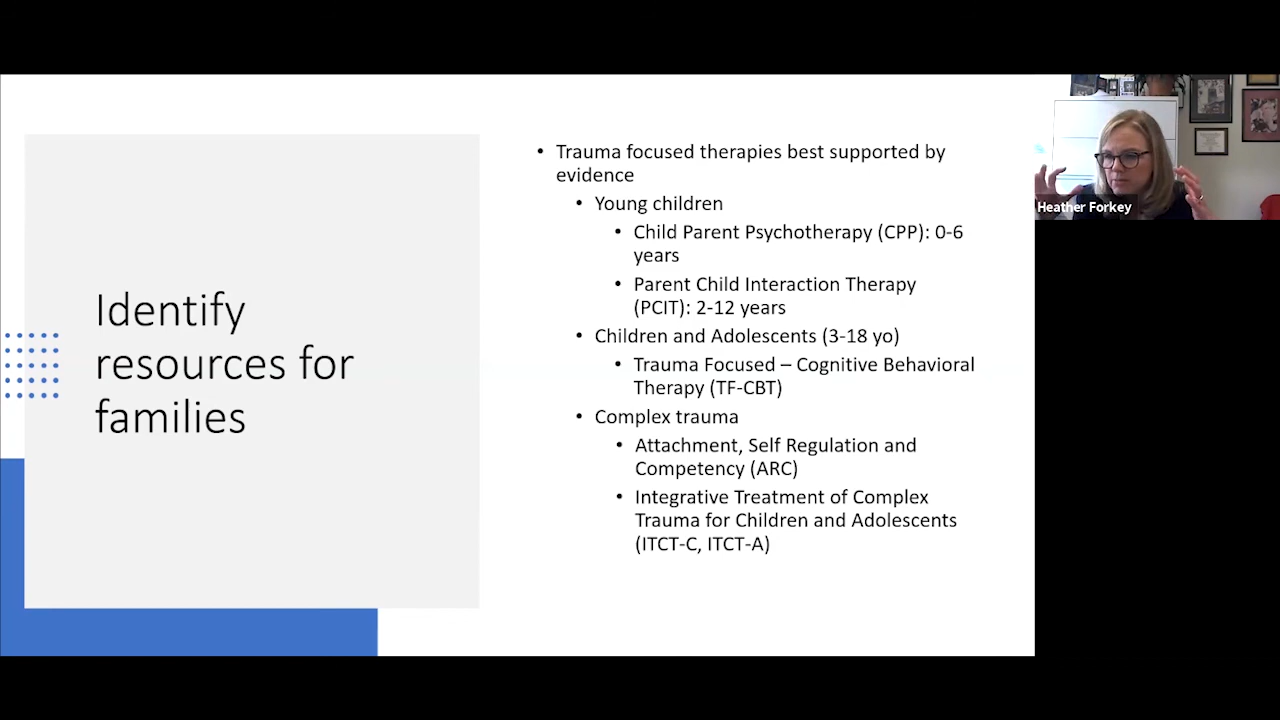 Identify
resources for
families
• Trauma focused therapies best supported by
evidence
• Young children
• Child Parent Psychotherapy (CPP): 0-6
years
• Parent Child Interaction Therapy
(PCIT): 2-12 years
• Children and Adolescents (3-18 yo)
• Trauma Focused – Cognitive Behavioral
Therapy (TF-CBT)
• Complex trauma
• Attachment, Self Regulation and
Competency (ARC)
• Integrative Treatment of Complex
Trauma for Children and Adolescents
(ITCT-C, ITCT-A)
Heather Forkey